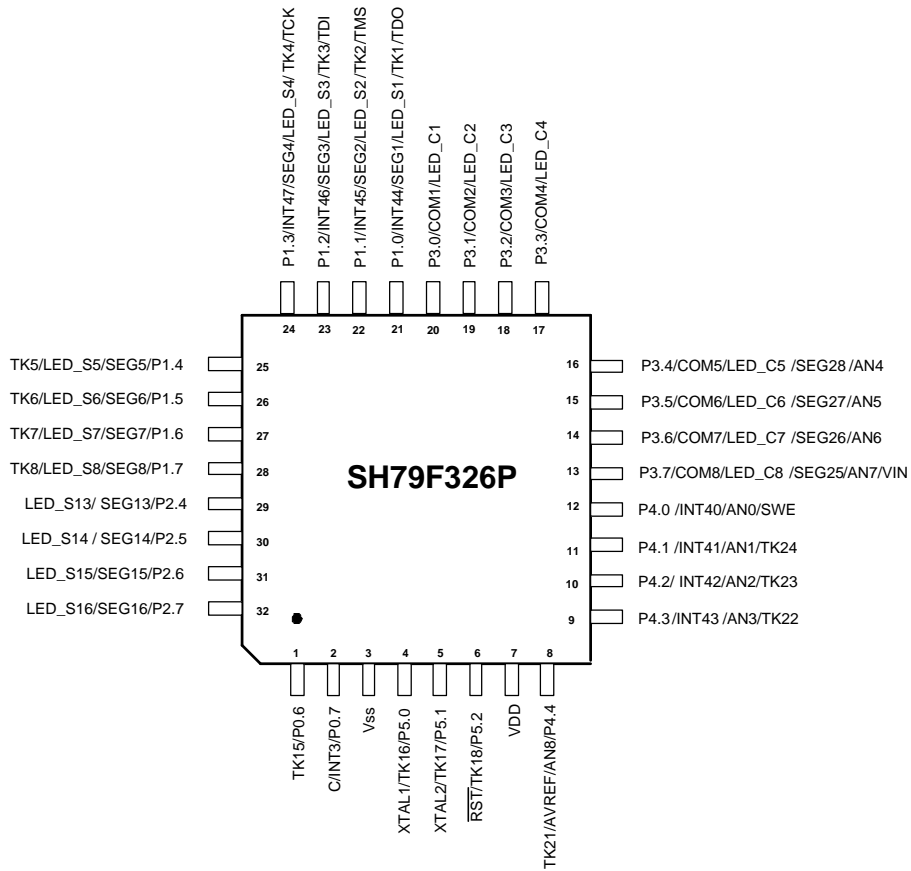 P1.3/INT47/SEG4/LED_S4/ TK4/TCK
P1.2/INT46/SEG3/LED_S3 /TK3/TDI
P1.1/INT45/SEG2/LED_S2 /TK2/TMS
P1.0/INT44/SEG1/LED_S1 /TK1/TDO
P3.0/COM1/LED_C1
P3.1/COM2/LED_C2
P3.2/COM3/LED_C3
P3.3/COM4/LED_C4
24 23 22 21 20 19 18 17
TK5/LED_S5/SEG5/P1.4 25
TK6/LED_S6/SEG6/P1.5 26
TK7/LED_S7/SEG7/P1.6 27
TK8/LED_S8/SEG8/P1.7 28
LED_S13/ SEG13/P2.4 29
LED_S14 / SEG14/P2.5 30
LED_S15/SEG15/P2.6 31
LED_S16/SEG16/P2.7 32
SH79F326P
16 P3.4/COM5/LED_C5 /SEG28 /AN4
15 P3.5/COM6/LED_C6 /SEG27/AN5
14 P3.6/COM7/LED_C7 /SEG26/AN6
13 P3.7/COM8/LED_C8 /SEG25/AN7/VIN
12 P4.0 /INT40/AN0/SWE
11 P4.1 /INT41/AN1/TK24
10 P4.2/ INT42/AN2/TK23
9 P4.3/INT43 /AN3/TK22
1 2 3 4 5 6 7 8
TK15/P0.6
C/INT3/P0.7
Vss
XTAL1/TK16/P5.0
XTAL2/TK17/P5.1
RST/TK18/P5.2
VDD
TK21/AVREF/AN8/P4.4